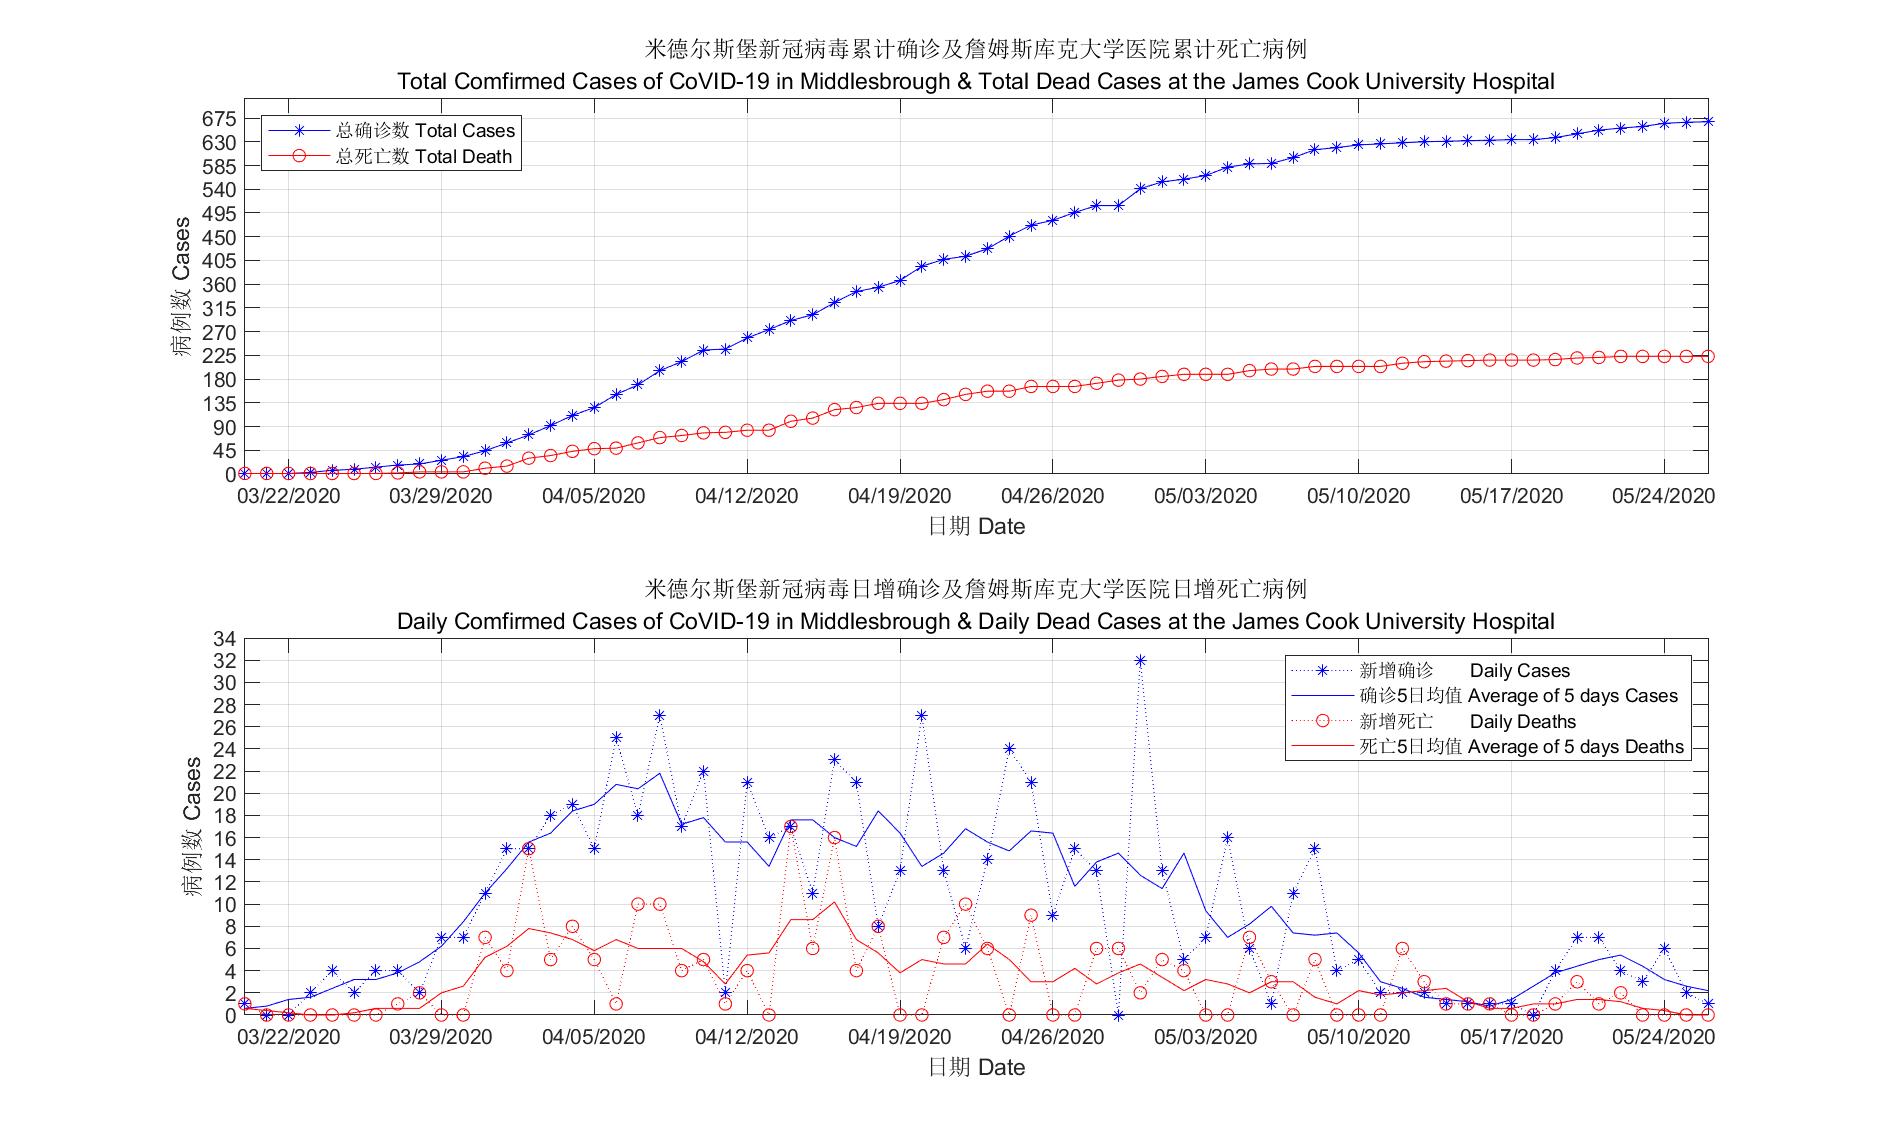 米德尔斯堡新冠病毒累计确诊及詹姆斯库克大学医院累计死亡病例
Total Comfirmed Cases of CoVID-19 in Middlesbrough & Total Dead Cases at the James Cook University Hospital
675
630
585
540
495
450
405
360
315
270
225
180
135
90
45
0
病例数 Cases
总确诊数 Total Cases
总死亡数 Total Death
03/22/2020 03/29/2020 04/05/2020 04/12/2020 04/19/2020 04/26/2020 05/03/2020 05/10/2020 05/17/2020 05/24/2020
日期 Date
米德尔斯堡新冠病毒日增确诊及詹姆斯库克大学医院日增死亡病例
Daily Comfirmed Cases of CoVID-19 in Middlesbrough & Daily Dead Cases at the James Cook University Hospital
34
32
30
28
26
24
22
20
18
16
14
12
10
8
6
4
2
0
病例数 Cases
新增确诊 Daily Cases
确诊5日均值 Average of 5 days Cases
新增死亡 Daily Deaths
死亡5日均值 Average of 5 days Deaths
03/22/2020 03/29/2020 04/05/2020 04/12/2020 04/19/2020 04/26/2020 05/03/2020 05/10/2020 05/17/2020 05/24/2020
日期 Date